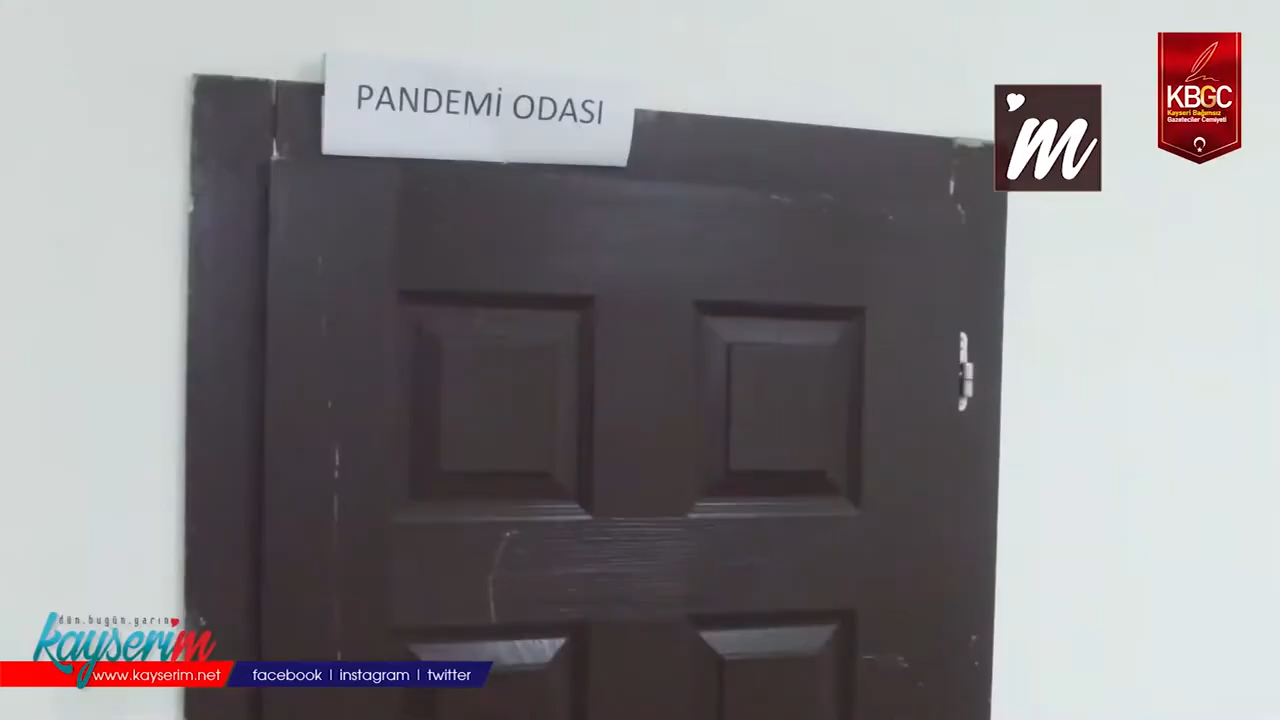 PANDEMİ ODASI
'm
KBGC
Kayseri Bağımsız
Gazeteciler Cemiyeti
dün.bugün.yarın
kayserim
www.kayserim.net
facebook | instagram | twitter